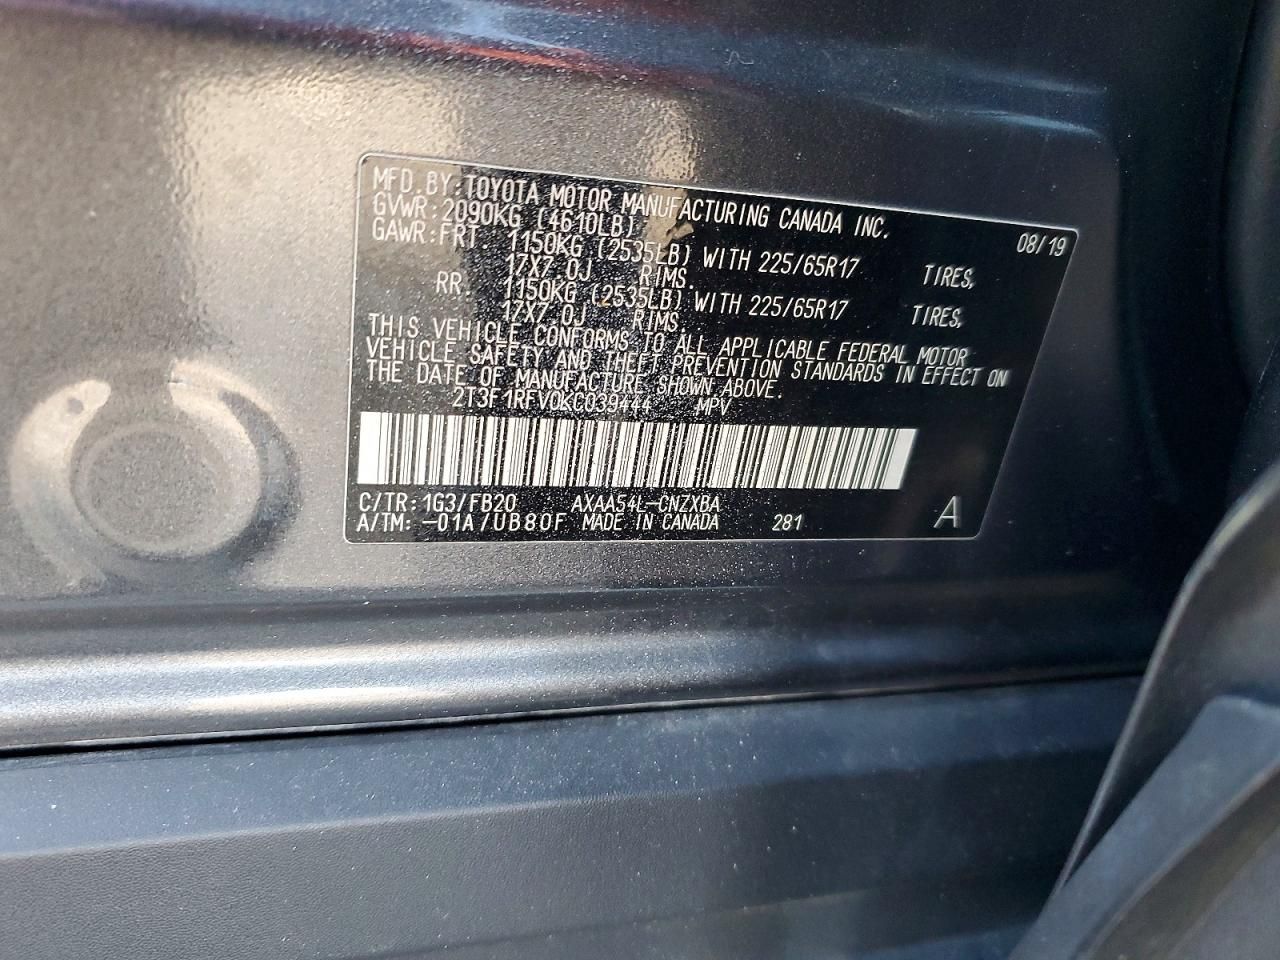 MFD.BY:TOYOTA MOTOR MANUFACTURING CANADA INC.
GVWR:2090KG (4610LB) 08/19
GAWR:FRT 1150KG (2535LB) WITH 225/65R17 TIRES,
17X7.0J RIMS.
RR. 1150KG (2535LB) WITH 225/65R17 TIRES,
17X7.0J RIMS
THIS VEHICLE CONFORMS TO ALL APPLICABLE FEDERAL MOTOR
VEHICLE SAFETY AND THEFT PREVENTION STANDARDS IN EFFECT ON
THE DATE OF MANUFACTURE SHOWN ABOVE.
2T3F1RFV0KC039444 MPV
C/TR:1G3/FB20 AXAA54L-CNZXBA
A/TM:-01A/UB80F MADE IN CANADA 281 A